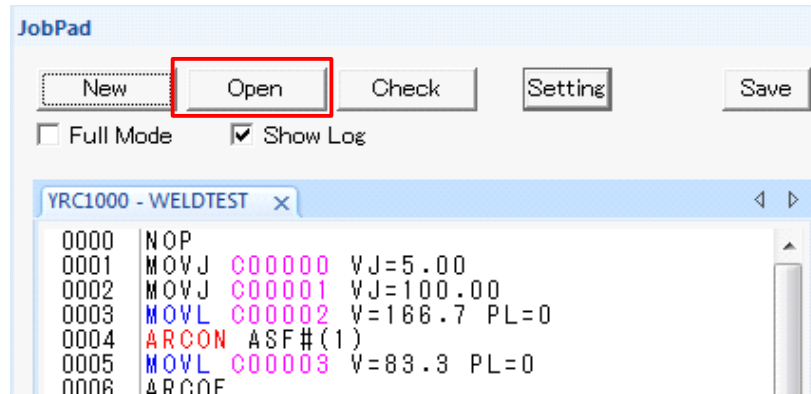 JobPad
New Open Check Setting Save
Full Mode Show Log
YRC1000 - WELDTEST
0000 NOP
0001 MOVJ C00000 VJ=5.00
0002 MOVJ C00001 VJ=100.00
0003 MOVL C00002 V=166.7 PL=0
0004 ARCON ASF#(1)
0005 MOVL C00003 V=83.3 PL=0
0006 ARCOF